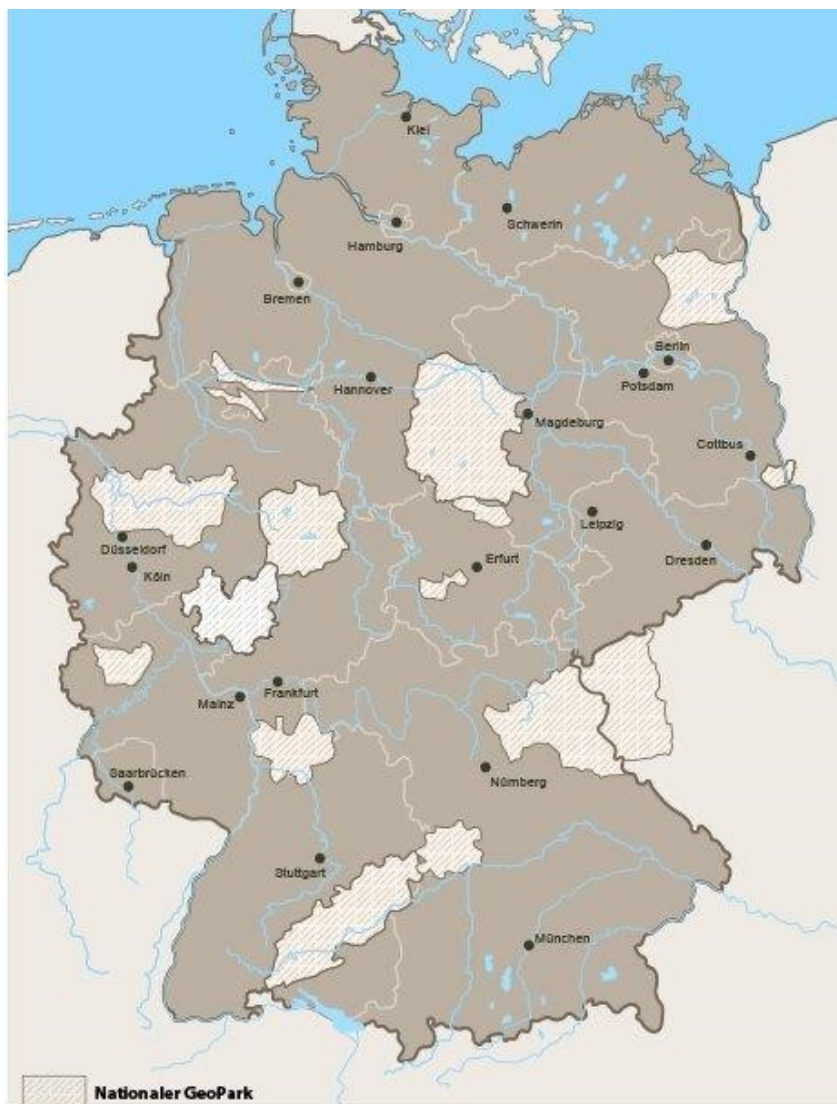 Kiel
Schwerin
Hamburg
Bremen
Berlin
Hannover
Potsdam
Magdeburg
Cottbus
Leipzig
Düsseldorf
Dresden
Erfurt
Köln
Frankfurt
Mainz
Nürnberg
Saarbrücken
Stuttgart
München
Nationaler GeoPark